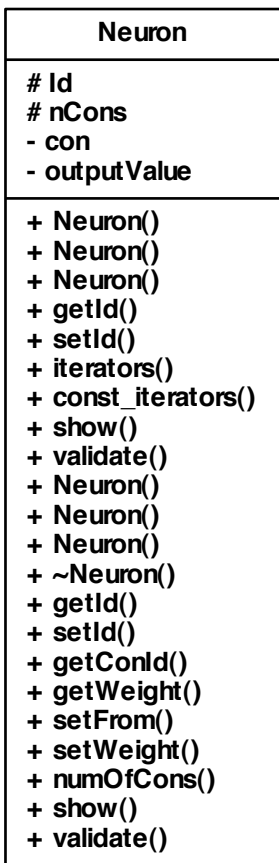 Neuron
# Id
# nCons
- con
- outputValue
+ Neuron()
+ Neuron()
+ Neuron()
+ getId()
+ setId()
+ iterators()
+ const_iterators()
+ show()
+ validate()
+ Neuron()
+ Neuron()
+ Neuron()
+ ~Neuron()
+ getId()
+ setId()
+ getConId()
+ getWeight()
+ setFrom()
+ setWeight()
+ numOfCons()
+ show()
+ validate()